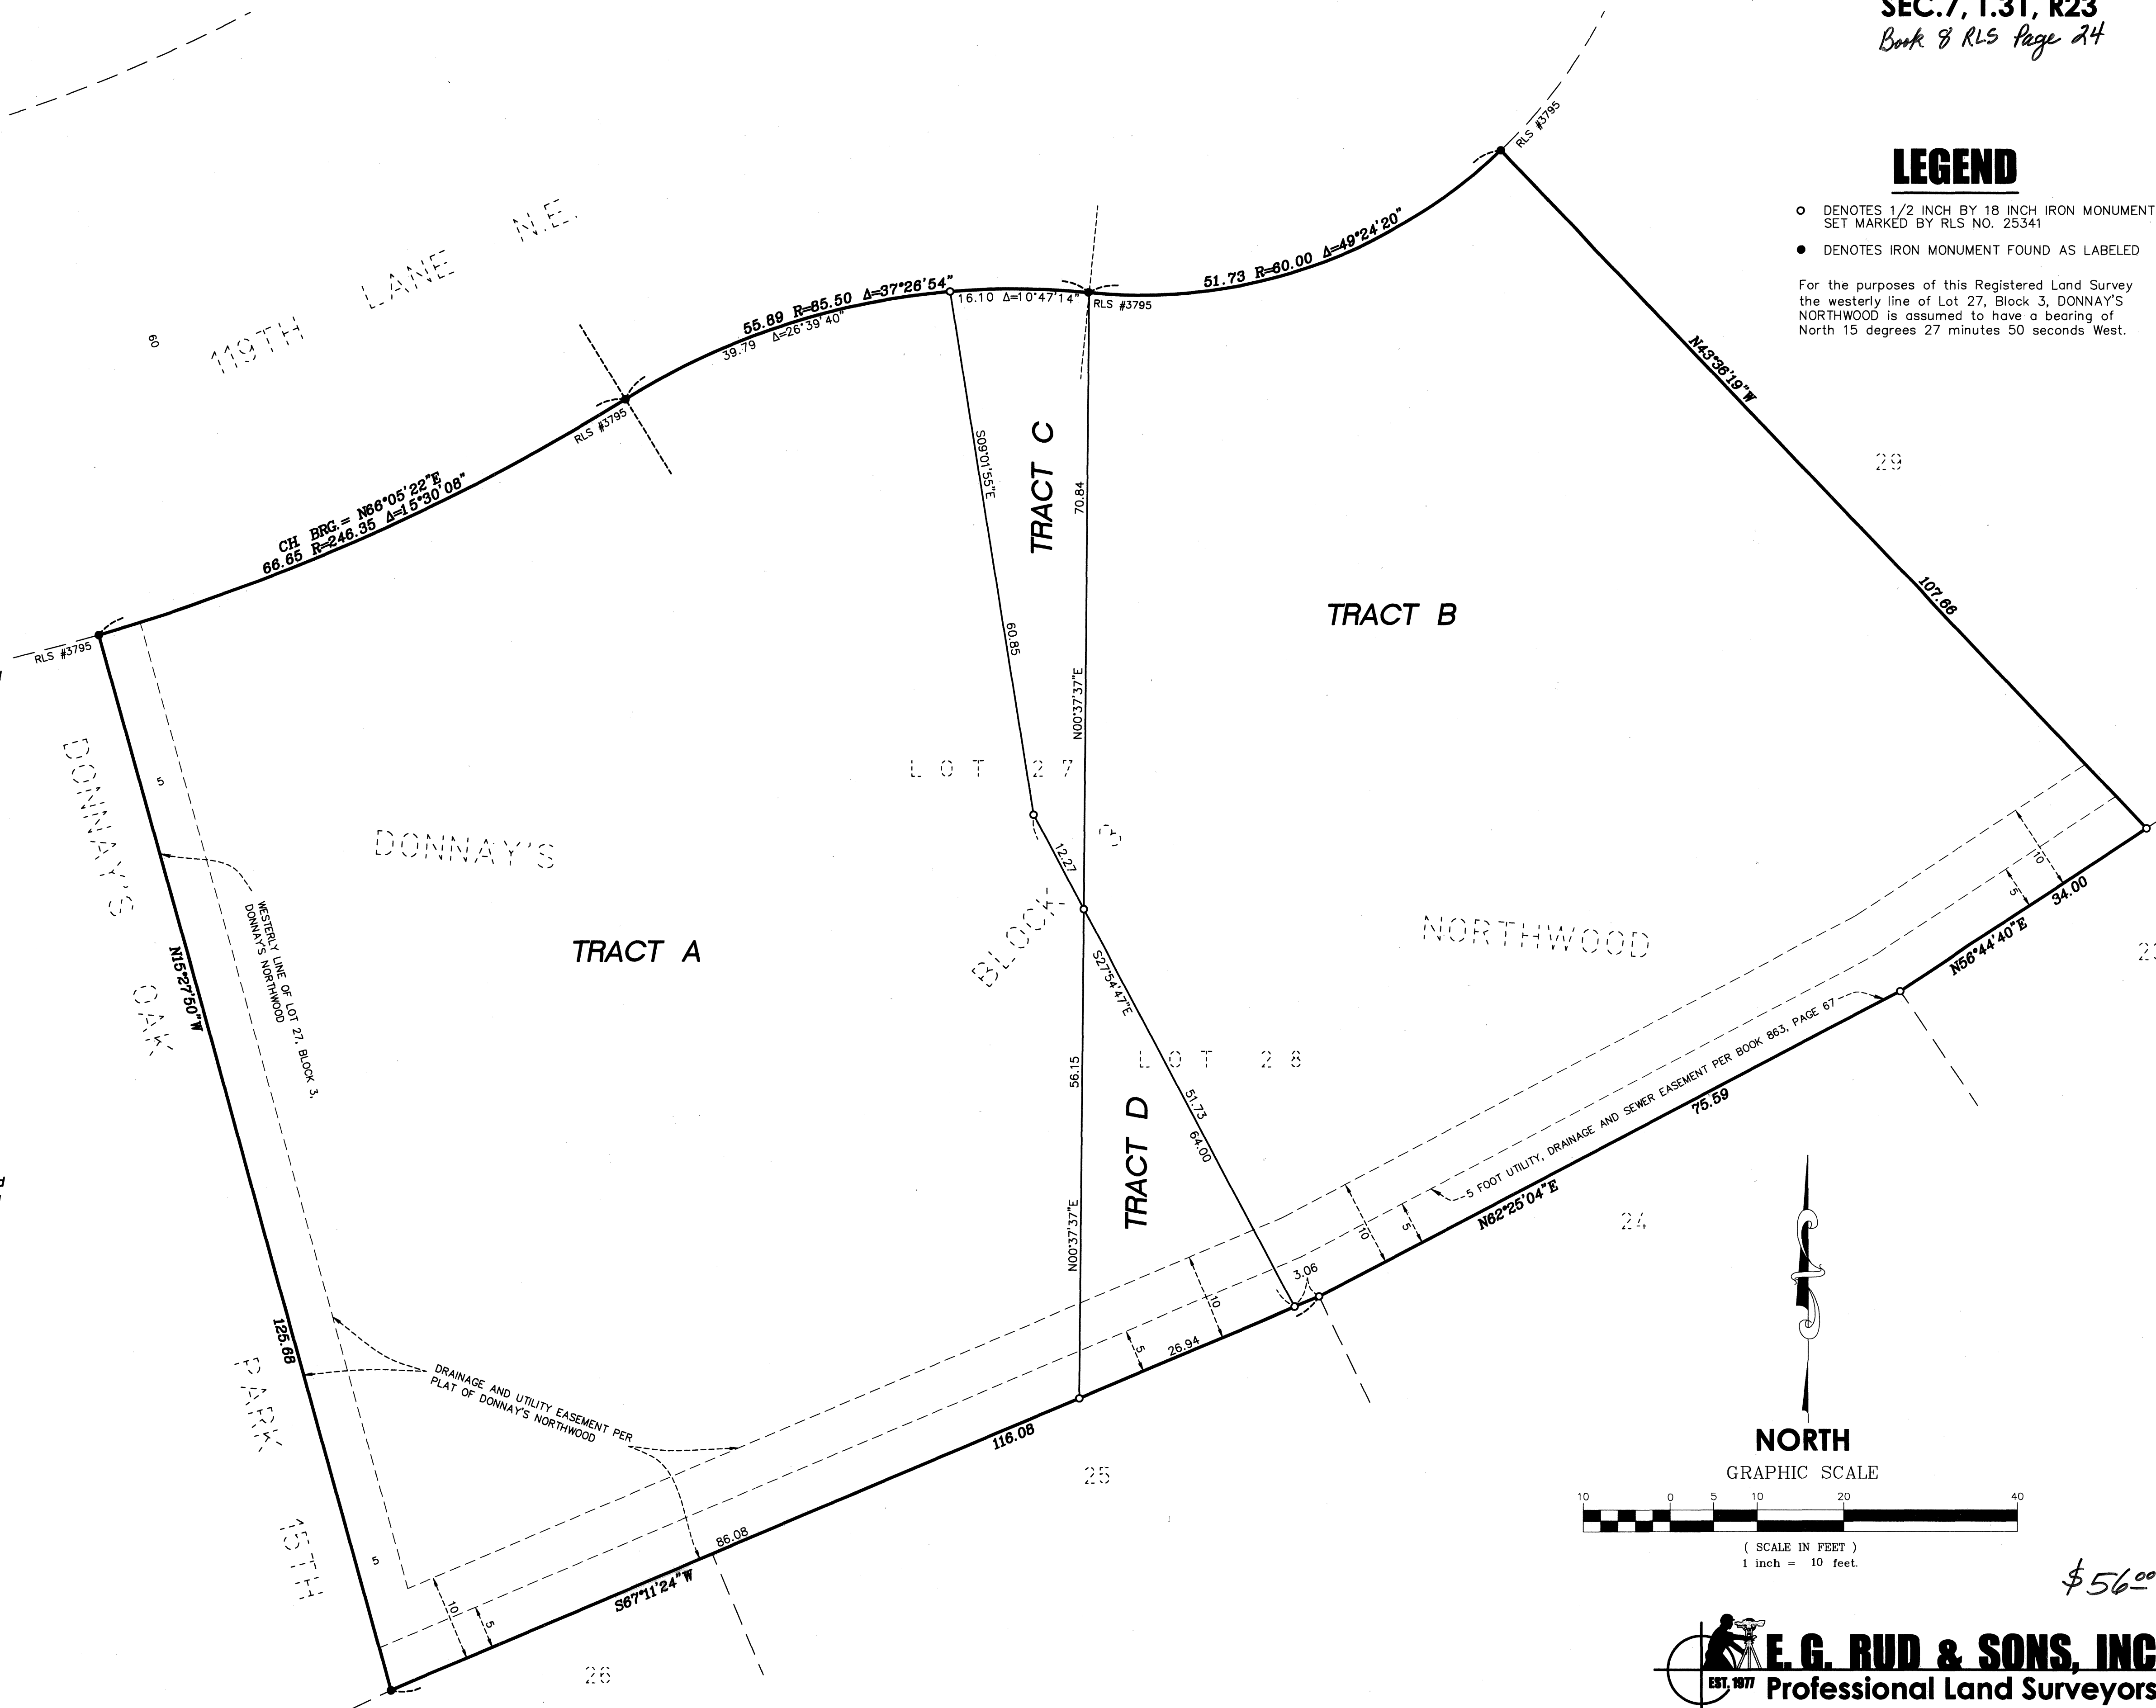 SEC.7, T.31, R23
Book 8 RLS Page 24
LEGEND
DENOTES 1/2 INCH BY 18 INCH IRON MONUMENT
SET MARKED BY RLS NO. 25341
DENOTES IRON MONUMENT FOUND AS LABELED
For the purposes of this Registered Land Survey
the westerly line of Lot 27, Block 3, DONNAY'S
NORTHWOOD is assumed to have a bearing of
North 15 degrees 27 minutes 50 seconds West.
119TH LANE N.E.
60
RLS #3795
CH. BRG.= N66°05'22"E
66.65 R=246.35 Δ=15°30'08"
RLS #3795
55.89 R=85.50 Δ=37°26'54"
39.79 Δ=26°39'40"
16.10 Δ=10°47'14"
RLS #3795
51.73 R=60.00 Δ=49°24'20"
RLS #3795
N43°36'19"W
107.66
29
S09°01'55"E
60.85
TRACT C
70.84
N00°37'37"E
TRACT B
LOT 27
DONNAY'S
12.27
BLOCK 3
TRACT A
NORTHWOOD
S27°54'47"E
51.73
64.00
LOT 28
56.15
N00°37'37"E
TRACT D
DONNAY'S OAK PARK 15TH
5
N15°27'50"W
125.68
WESTERLY LINE OF LOT 27, BLOCK 3,
DONNAY'S NORTHWOOD
DRAINAGE AND UTILITY EASEMENT PER
PLAT OF DONNAY'S NORTHWOOD
5
10
5
S67°11'24"W
86.08
116.08
26
25
5
26.94
10
3.06
10
5
5 FOOT UTILITY, DRAINAGE AND SEWER EASEMENT PER BOOK 863, PAGE 67
N62°25'04"E
75.59
24
10
5
34.00
N56°44'40"E
NORTH
GRAPHIC SCALE
10 0 5 10 20 40
( SCALE IN FEET )
1 inch = 10 feet.
$56.00
E. G. RUD & SONS, INC
EST. 1977
Professional Land Surveyors